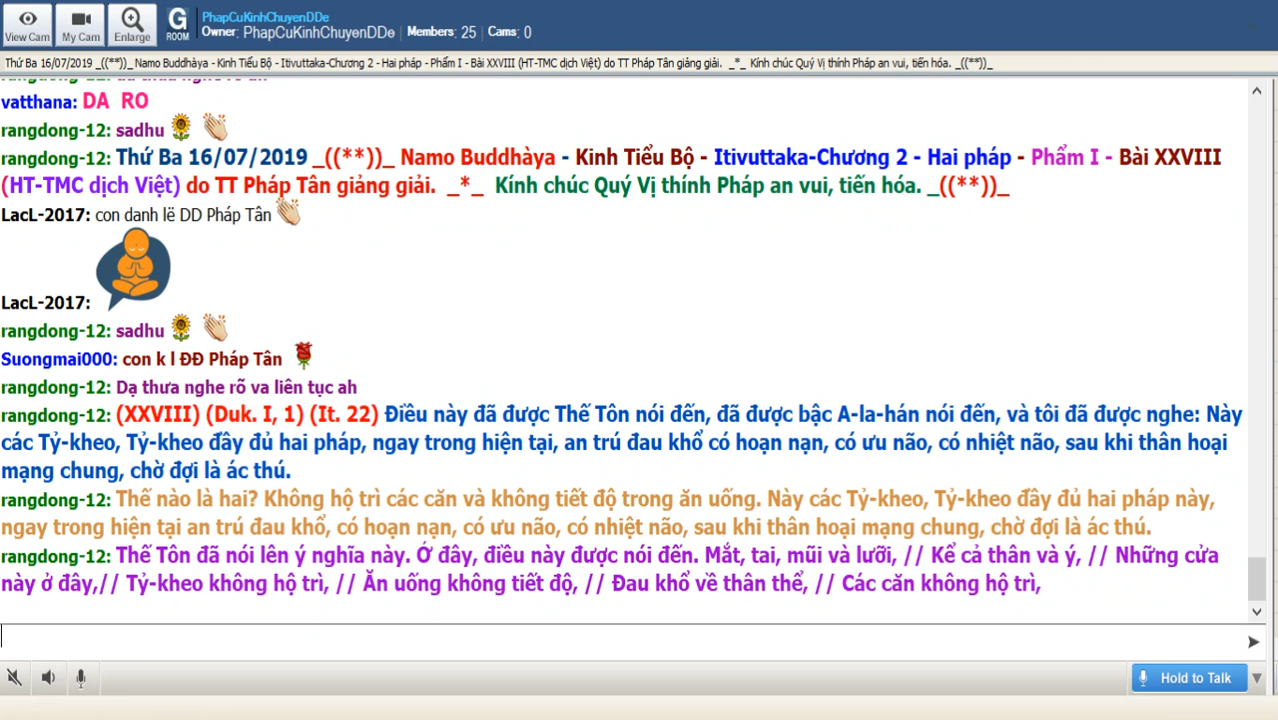 View Cam
My Cam
Enlarge
G
ROOM
PhapCuKinhChuyenDDe
Owner: PhapCuKinhChuyenDDe | Members: 25 | Cams: 0
Thứ Ba 16/07/2019 _((**))_ Namo Buddhàya - Kinh Tiểu Bộ - Itivuttaka-Chương 2 - Hai pháp - Phẩm I - Bài XXVIII (HT-TMC dịch Việt) do TT Pháp Tân giảng giải. _*_ Kính chúc Quý Vị thính Pháp an vui, tiến hóa. _((**))_
vatthana: DA RO
rangdong-12: sadhu
rangdong-12: Thứ Ba 16/07/2019 _((**))_ Namo Buddhàya - Kinh Tiểu Bộ - Itivuttaka-Chương 2 - Hai pháp - Phẩm I - Bài XXVIII
(HT-TMC dịch Việt) do TT Pháp Tân giảng giải. _*_ Kính chúc Quý Vị thính Pháp an vui, tiến hóa. _((**))_
LacL-2017: con danh lë DD Pháp Tân
LacL-2017:
rangdong-12: sadhu
Suongmai000: con k l ĐĐ Pháp Tân
rangdong-12: Dạ thưa nghe rõ va liên tục ah
rangdong-12: (XXVIII) (Duk. I, 1) (It. 22) Điều này đã được Thế Tôn nói đến, đã được bậc A-la-hán nói đến, và tôi đã được nghe: Này
các Tỷ-kheo, Tỷ-kheo đầy đủ hai pháp, ngay trong hiện tại, an trú đau khổ có hoạn nạn, có ưu não, có nhiệt não, sau khi thân hoại
mạng chung, chờ đợi là ác thú.
rangdong-12: Thế nào là hai? Không hộ trì các căn và không tiết độ trong ăn uống. Này các Tỷ-kheo, Tỷ-kheo đầy đủ hai pháp này,
ngay trong hiện tại an trú đau khổ, có hoạn nạn, có ưu não, có nhiệt não, sau khi thân hoại mạng chung, chờ đợi là ác thú.
rangdong-12: Thế Tôn đã nói lên ý nghĩa này. Ớ đây, điều này được nói đến. Mắt, tai, mũi và lưỡi, // Kể cả thân và ý, // Những cửa
này ở đây,// Tỷ-kheo không hộ trì, // Ăn uống không tiết độ, // Đau khổ về thân thể, // Các căn không hộ trì,
Hold to Talk